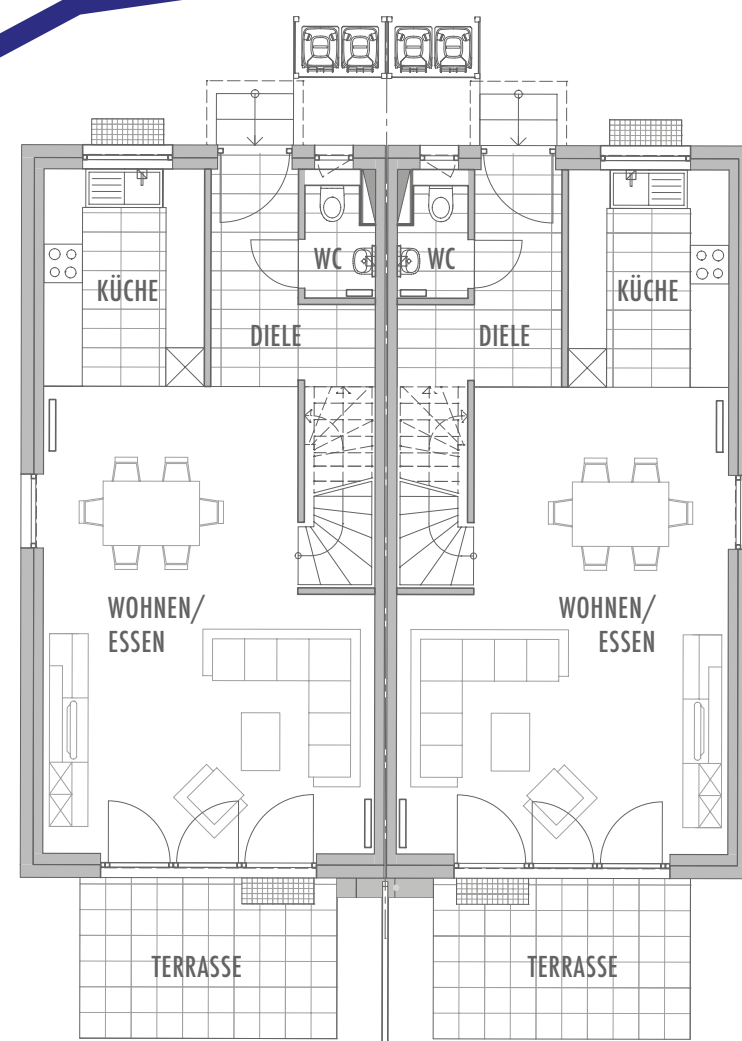 WC
WC
KÜCHE
KÜCHE
DIELE
DIELE
WOHNEN/
ESSEN
WOHNEN/
ESSEN
TERRASSE
TERRASSE